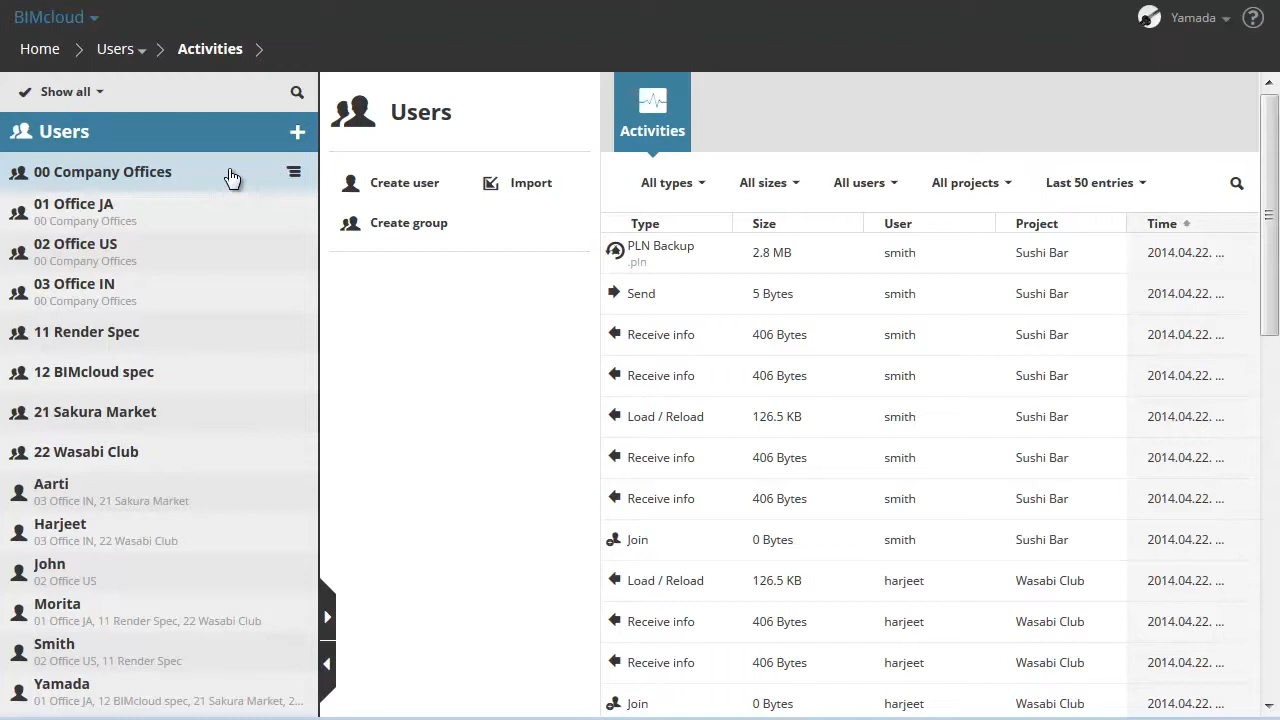 BIMcloud
Yamada
?
Home
Users
Activities
Show all
Users
00 Company Offices
01 Office JA
00 Company Offices
02 Office US
00 Company Offices
03 Office IN
00 Company Offices
11 Render Spec
12 BIMcloud spec
21 Sakura Market
22 Wasabi Club
Aarti
03 Office IN, 21 Sakura Market
Harjeet
03 Office IN, 22 Wasabi Club
John
02 Office US
Morita
01 Office JA, 11 Render Spec, 22 Wasabi Club
Smith
02 Office US, 11 Render Spec
Yamada
01 Office JA, 12 BIMcloud spec, 21 Sakura Market, 2...
Users
Create user
Import
Create group
Activities
All types
All sizes
All users
All projects
Last 50 entries
Type Size User Project Time
PLN Backup 2.8 MB smith Sushi Bar 2014.04.22. ...
.pln
Send 5 Bytes smith Sushi Bar 2014.04.22. ...
Receive info 406 Bytes smith Sushi Bar 2014.04.22. ...
Receive info 406 Bytes smith Sushi Bar 2014.04.22. ...
Load / Reload 126.5 KB smith Sushi Bar 2014.04.22. ...
Receive info 406 Bytes smith Sushi Bar 2014.04.22. ...
Receive info 406 Bytes smith Sushi Bar 2014.04.22. ...
Join 0 Bytes smith Sushi Bar 2014.04.22. ...
Load / Reload 126.5 KB harjeet Wasabi Club 2014.04.22. ...
Receive info 406 Bytes harjeet Wasabi Club 2014.04.22. ...
Receive info 406 Bytes harjeet Wasabi Club 2014.04.22. ...
Join 0 Bytes harjeet Wasabi Club 2014.04.22. ...